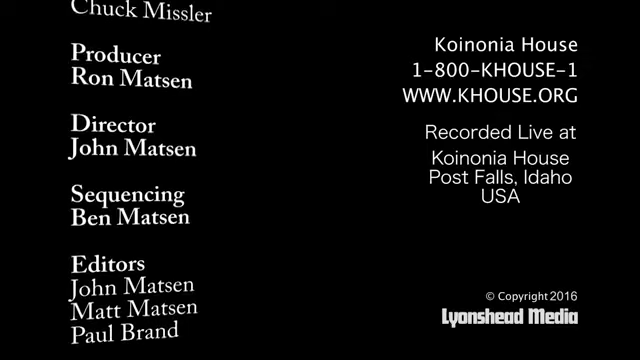 Chuck Missler
Producer
Ron Matsen
Director
John Matsen
Sequencing
Ben Matsen
Editors
John Matsen
Matt Matsen
Paul Brand
Koinonia House
1-800-KHOUSE-1
WWW.KHOUSE.ORG
Recorded Live at
Koinonia House
Post Falls, Idaho
USA
© Copyright 2016
Lyonshead Media